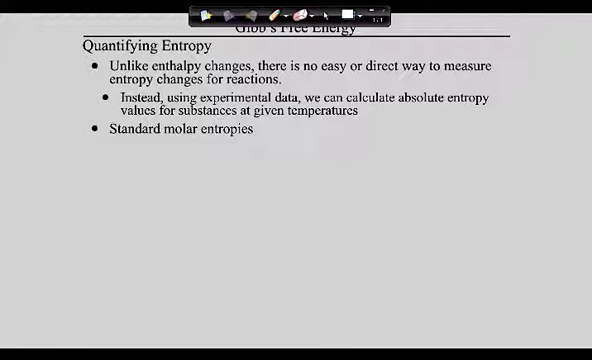 Gibb's Free Energy
Quantifying Entropy
• Unlike enthalpy changes, there is no easy or direct way to measure
entropy changes for reactions.
• Instead, using experimental data, we can calculate absolute entropy
values for substances at given temperatures
• Standard molar entropies
1/1